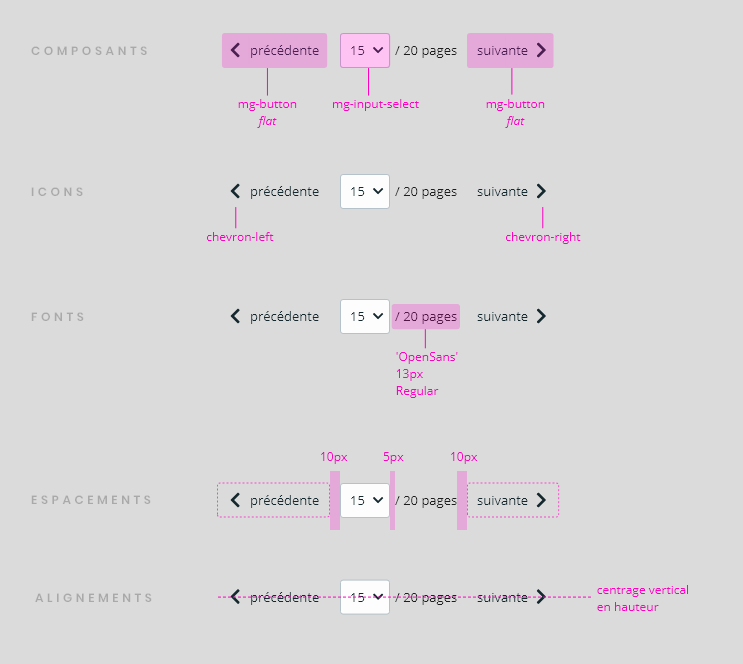 COMPOSANTS
précédente 15 / 20 pages suivante
mg-button mg-input-select mg-button
flat flat
ICONS
précédente 15 / 20 pages suivante
chevron-left chevron-right
FONTS
précédente 15 / 20 pages suivante
'OpenSans'
13px
Regular
10px 5px 10px
ESPACEMENTS
précédente 15 / 20 pages suivante
ALIGNEMENTS
précédente 15 / 20 pages suivante
centrage vertical
en hauteur